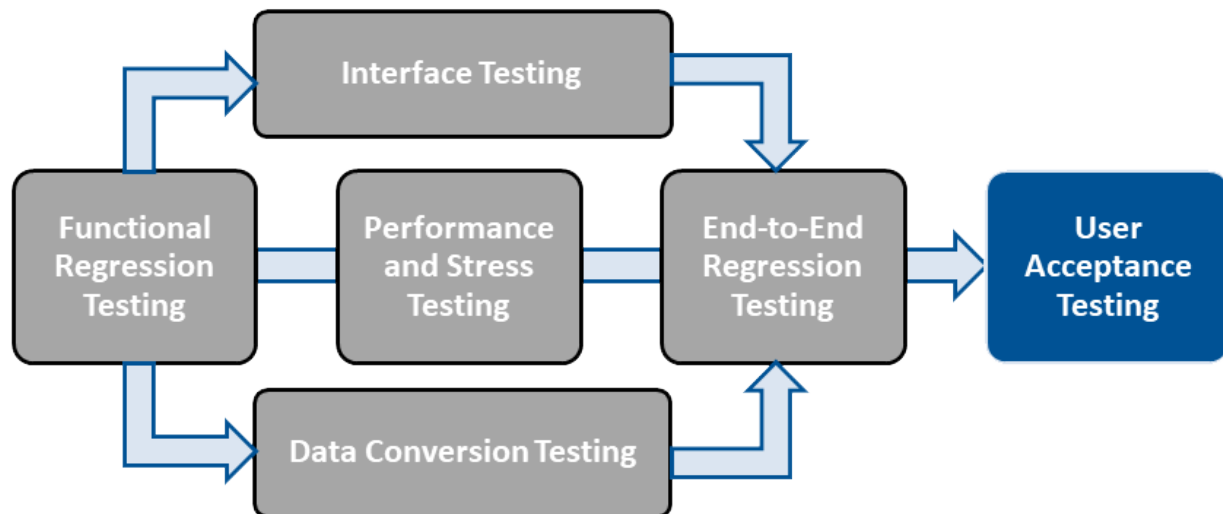 Interface Testing
Functional
Regression
Testing
Performance
and Stress
Testing
End-to-End
Regression
Testing
User
Acceptance
Testing
Data Conversion Testing